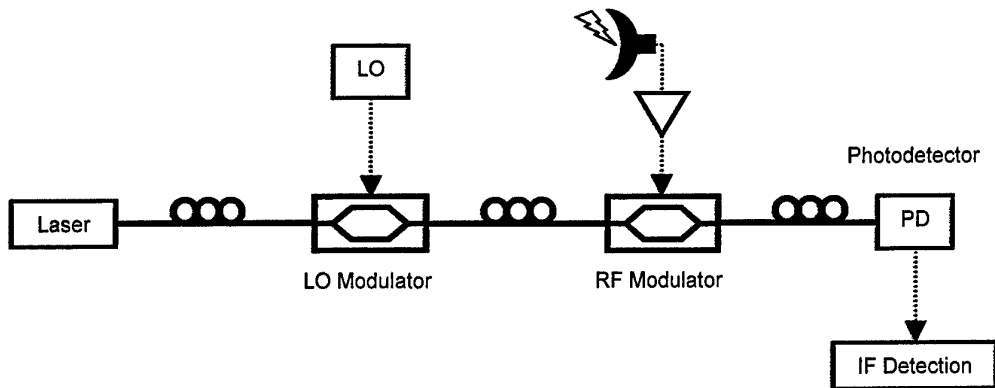 LO
Photodetector
Laser
PD
LO Modulator
RF Modulator
IF Detection